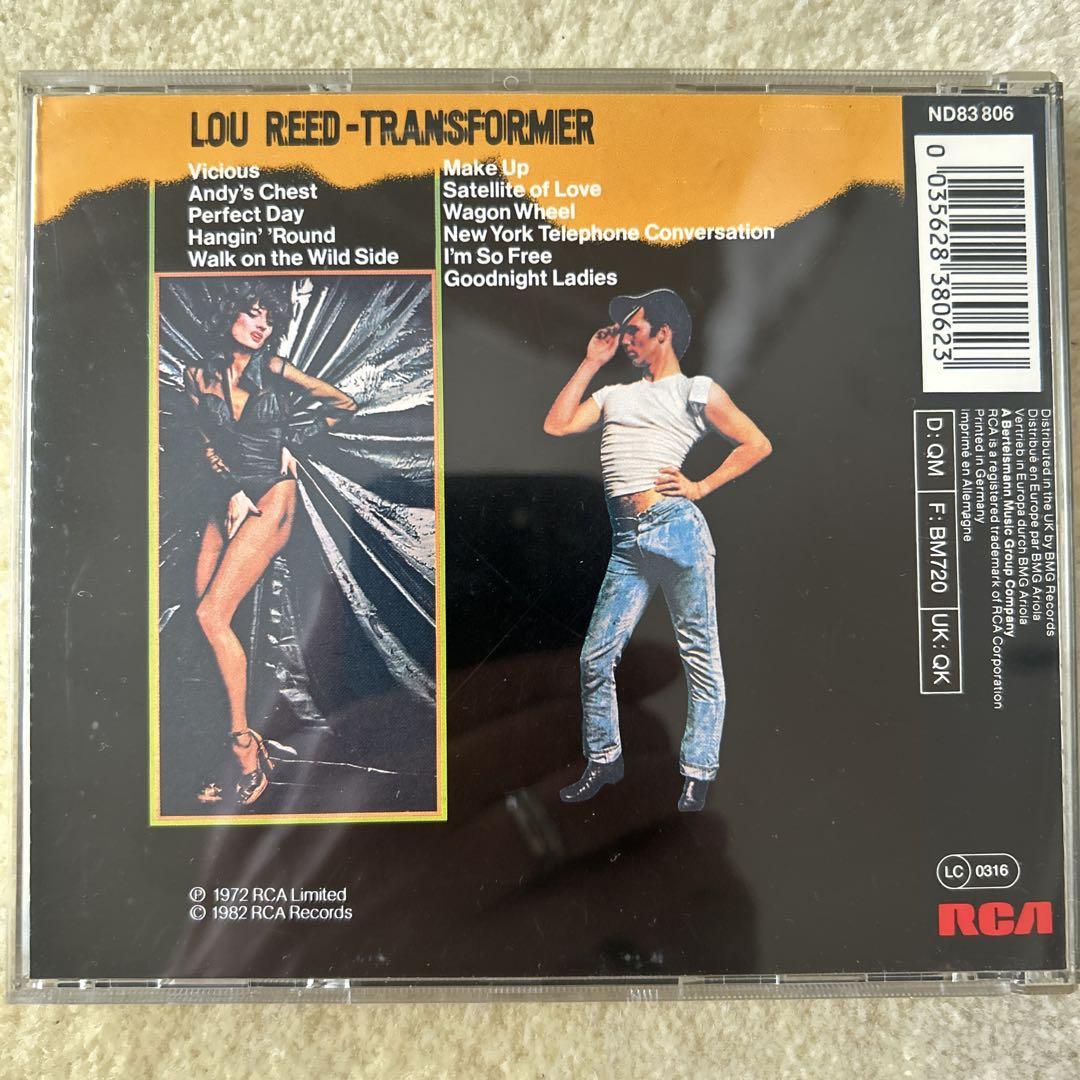 LOU REED-TRANSFORMER
Vicious
Andy's Chest
Perfect Day
Hangin' 'Round
Walk on the Wild Side
Make Up
Satellite of Love
Wagon Wheel
New York Telephone Conversation
I'm So Free
Goodnight Ladies
ND83806
0 035628 380623
Distributed in the UK by BMG Records
Distribué en Europe par BMG Ariola
Vertrieb in Europa durch BMG Ariola
A Bertelsmann Music Group Company
RCA is a registered trademark of RCA Corporation
Printed in Germany
imprimé en Allemagne
D: QM
F: BM720
UK: QK
℗ 1972 RCA Limited
© 1982 RCA Records
LC 0316
RCA